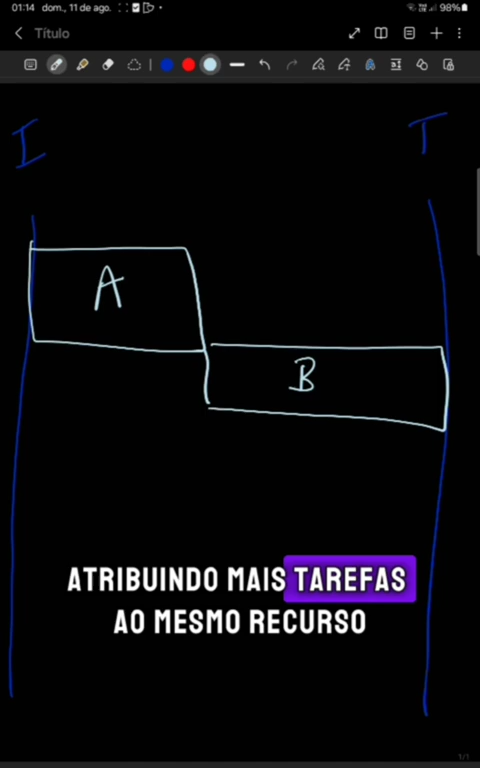 01:14 dom., 11 de ago. 98%
Título
I T
A
B
ATRIBUINDO MAIS TAREFAS
AO MESMO RECURSO
1/1